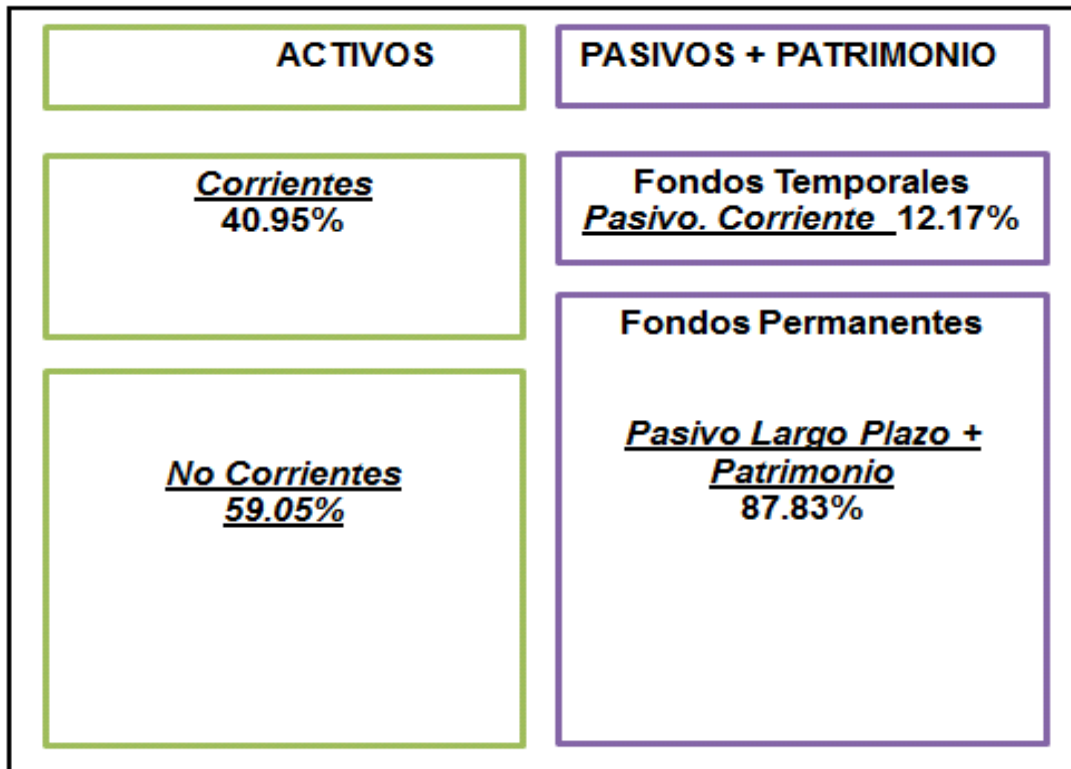 ACTIVOS
PASIVOS + PATRIMONIO
Corrientes
40.95%
Fondos Temporales
Pasivo. Corriente 12.17%
No Corrientes
59.05%
Fondos Permanentes
Pasivo Largo Plazo +
Patrimonio
87.83%